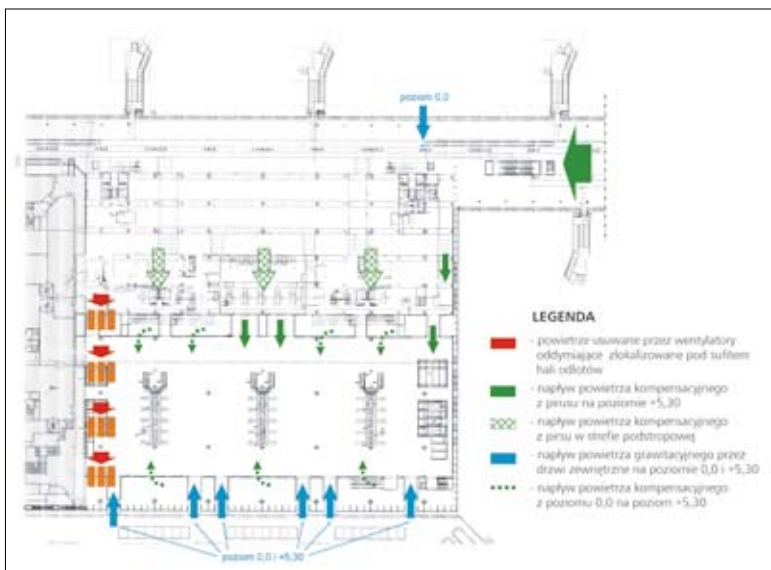 poziom 0,0
LEGENDA
- powietrze usuwane przez wentylatory
oddymiające zlokalizowane pod sufitem
hali odlotów
- napływ powietrza kompensacyjnego
z pirusu na poziomie +5,30
- napływ powietrza kompensacyjnego
z pirsu w strefie podstropowej
- napływ powietrza grawitacyjnego przez
drzwi zewnętrzne na poziomie 0,0 i +5,30
- napływ powietrza kompensacyjnego
z poziomu 0,0 na poziom +5,30
poziom 0,0 i +5,30